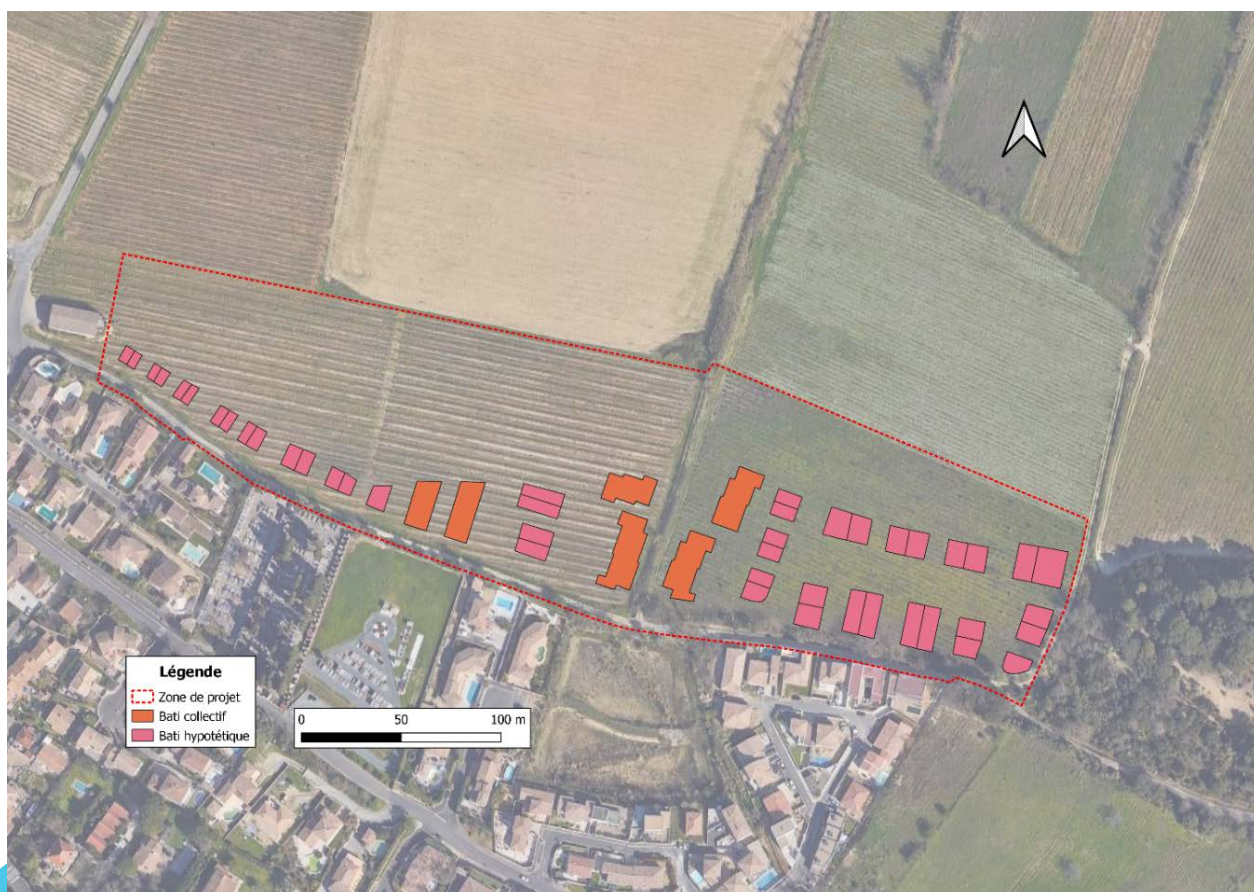 Légende
Zone de projet
Bati collectif
Bati hypotétique
0 50 100 m